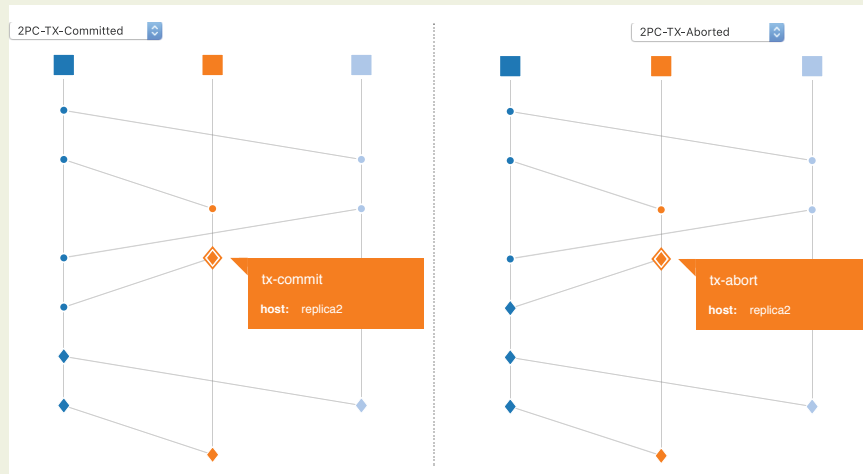 2PC-TX-Committed
2PC-TX-Aborted
tx-commit
host: replica2
tx-abort
host: replica2